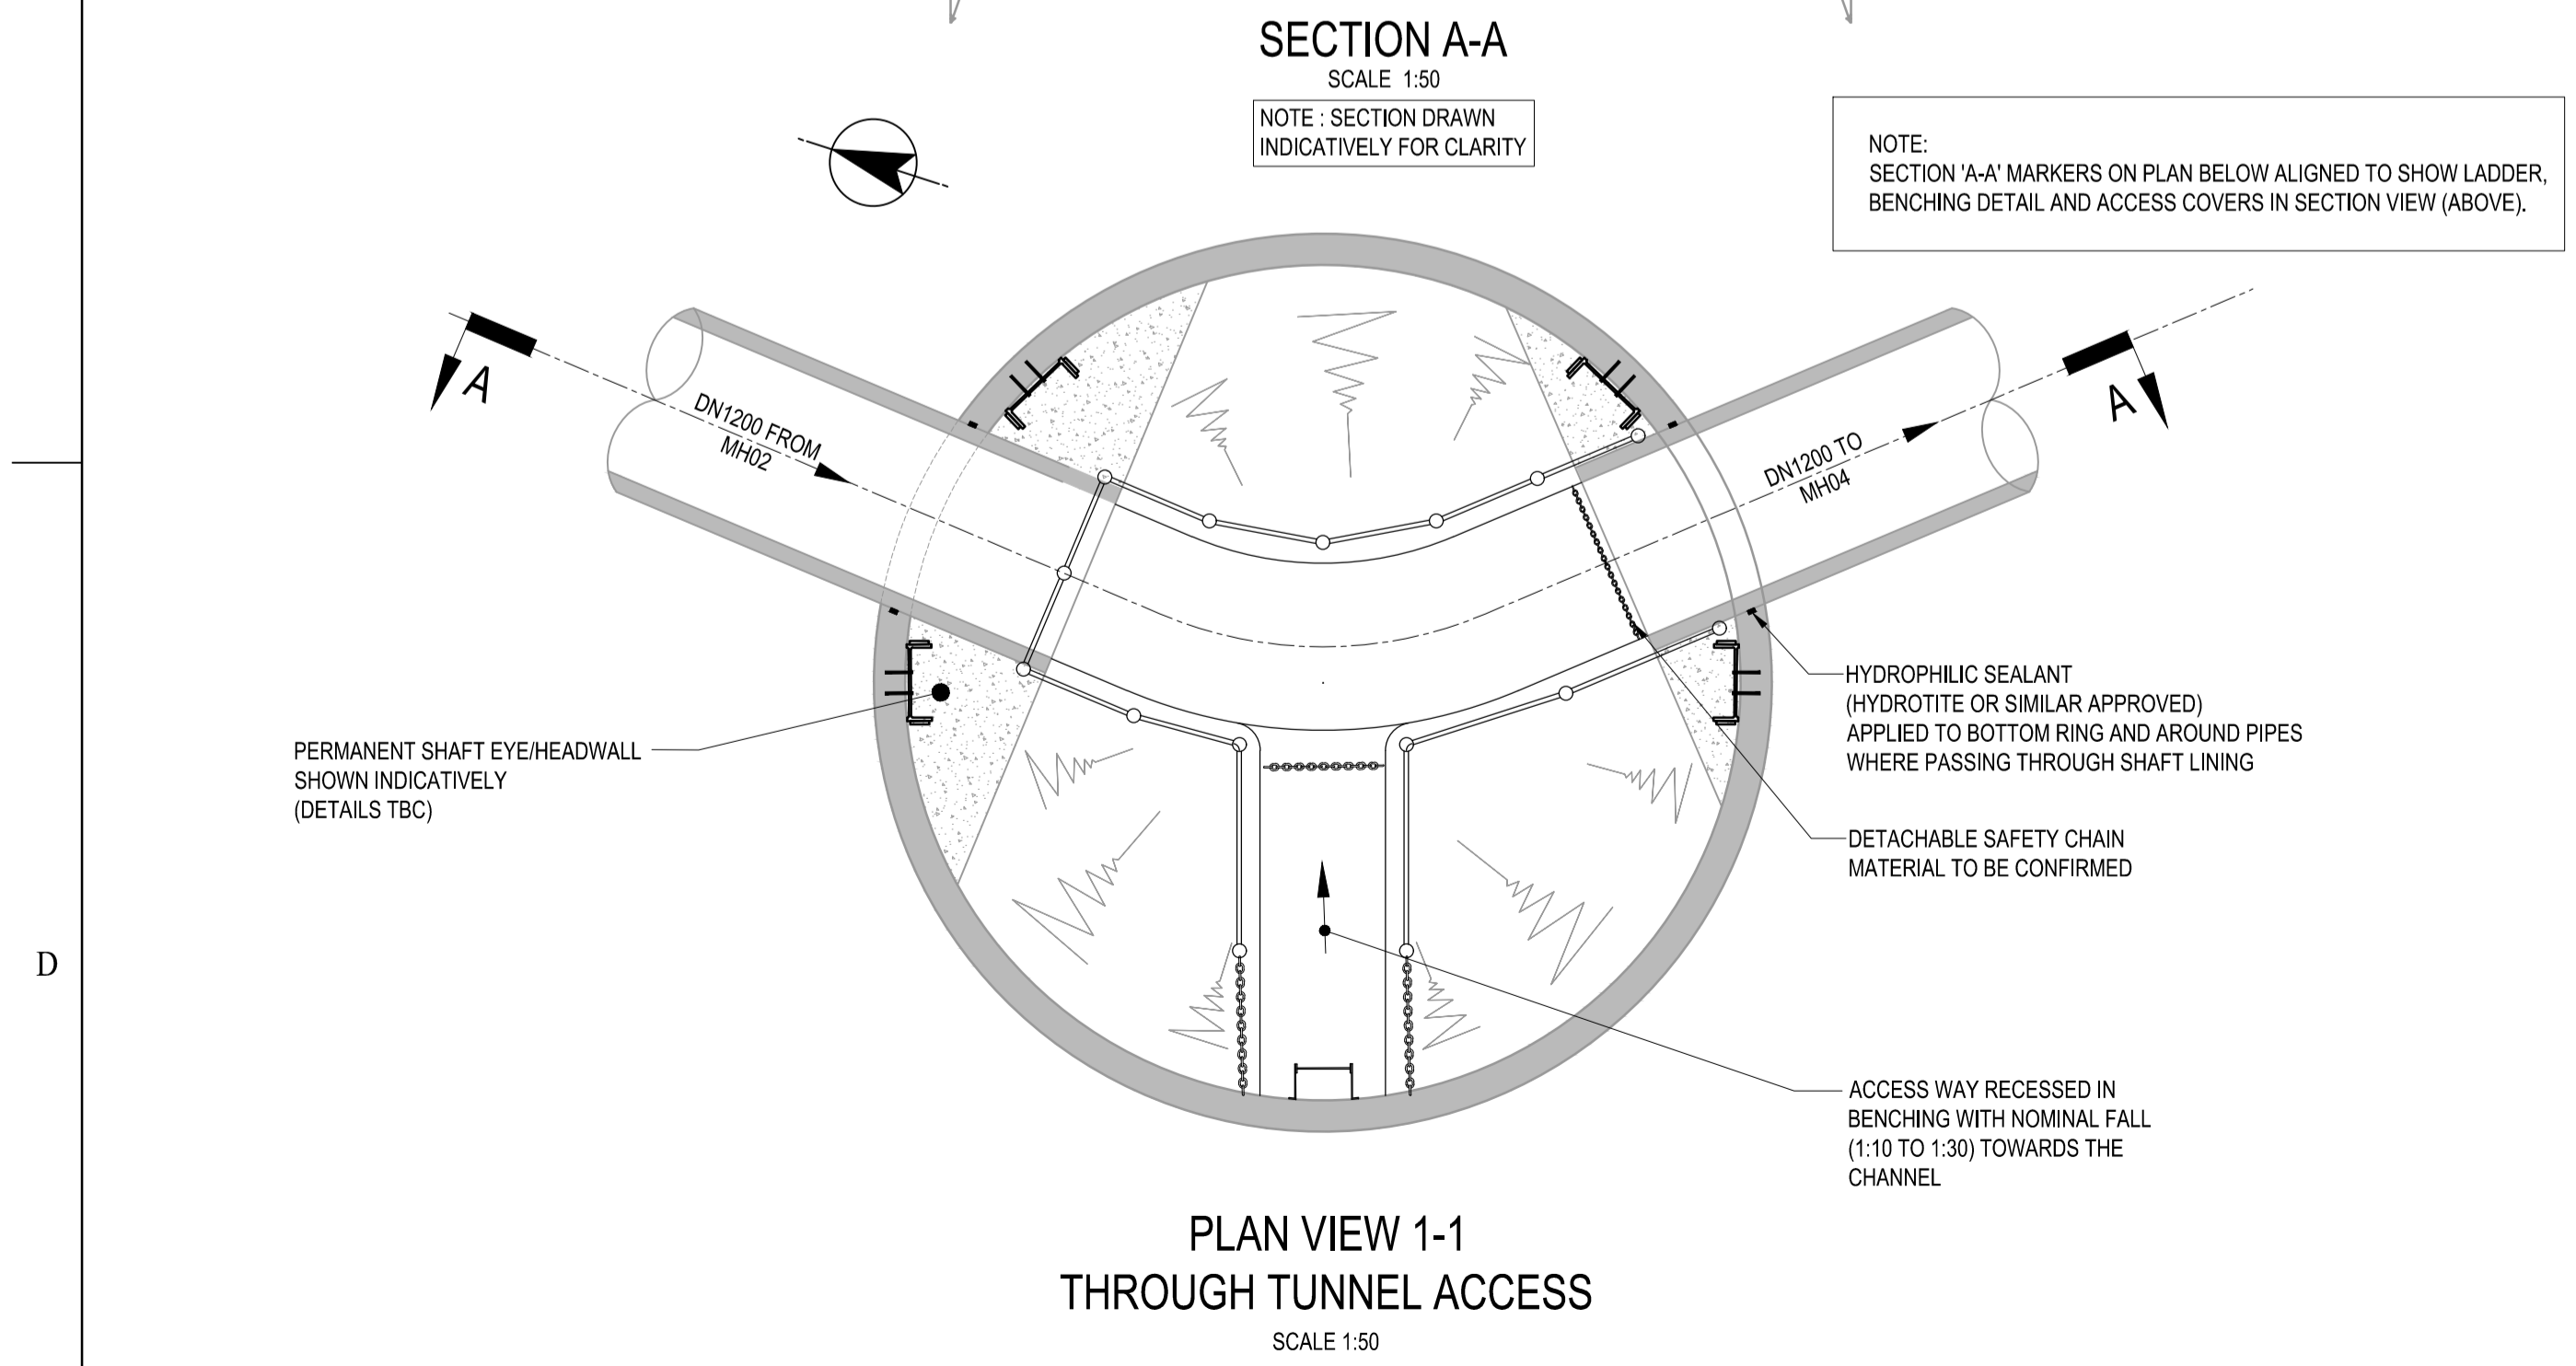 SECTION A-A
SCALE 1:50
NOTE : SECTION DRAWN
INDICATIVELY FOR CLARITY
NOTE:
SECTION 'A-A' MARKERS ON PLAN BELOW ALIGNED TO SHOW LADDER,
BENCHING DETAIL AND ACCESS COVERS IN SECTION VIEW (ABOVE).
A
A
DN1200 FROM
MH02
DN1200 TO
MH04
PERMANENT SHAFT EYE/HEADWALL
SHOWN INDICATIVELY
(DETAILS TBC)
HYDROPHILIC SEALANT
(HYDROTITE OR SIMILAR APPROVED)
APPLIED TO BOTTOM RING AND AROUND PIPES
WHERE PASSING THROUGH SHAFT LINING
DETACHABLE SAFETY CHAIN
MATERIAL TO BE CONFIRMED
D
ACCESS WAY RECESSED IN
BENCHING WITH NOMINAL FALL
(1:10 TO 1:30) TOWARDS THE
CHANNEL
PLAN VIEW 1-1
THROUGH TUNNEL ACCESS
SCALE 1:50